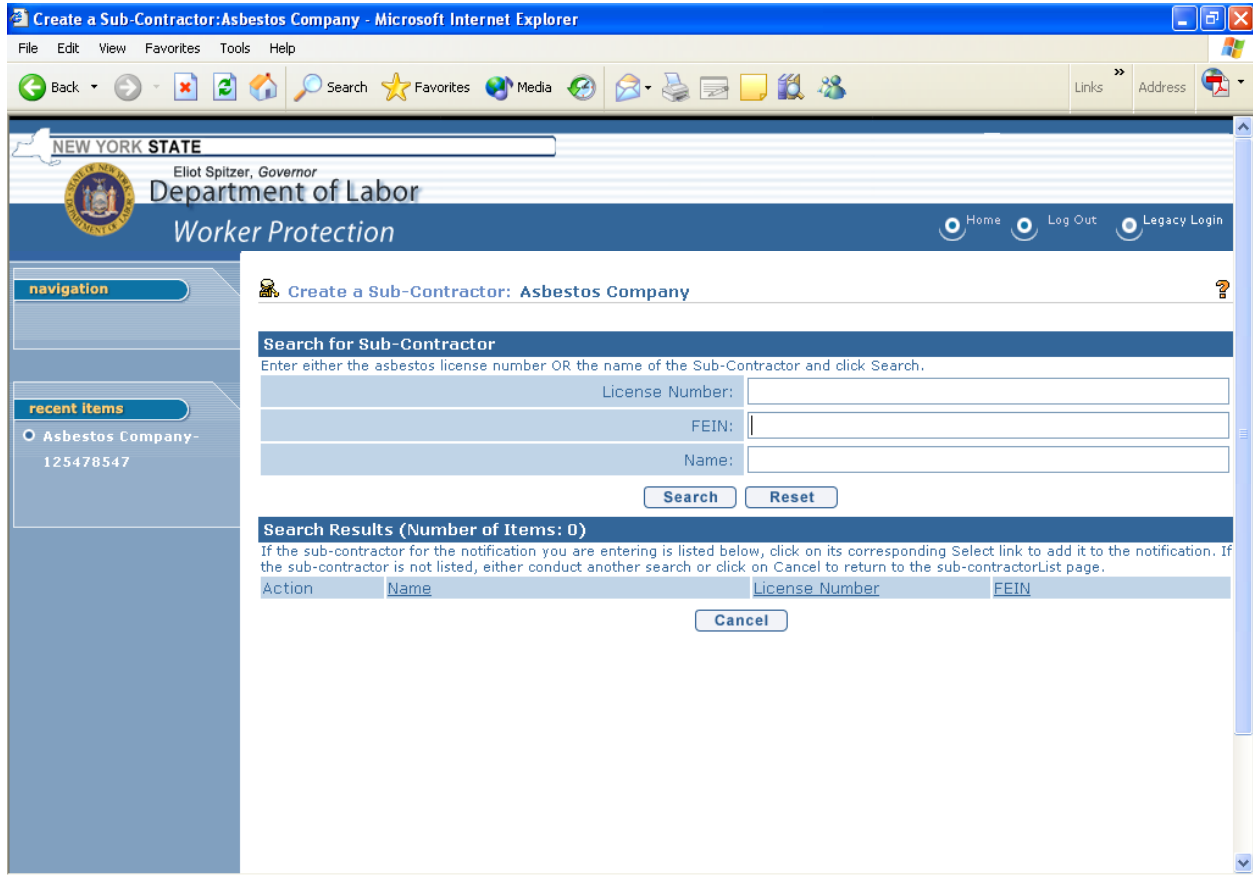 Create a Sub-Contractor:Asbestos Company - Microsoft Internet Explorer
File Edit View Favorites Tools Help
Back Search Favorites Media Links » Address
NEW YORK STATE
Eliot Spitzer, Governor
Department of Labor
Worker Protection
Home Log Out Legacy Login
navigation
recent items
Asbestos Company-
125478547
Create a Sub-Contractor: Asbestos Company ?
Search for Sub-Contractor
Enter either the asbestos license number OR the name of the Sub-Contractor and click Search.
License Number:
FEIN:
Name:
Search Reset
Search Results (Number of Items: 0)
If the sub-contractor for the notification you are entering is listed below, click on its corresponding Select link to add it to the notification. If
the sub-contractor is not listed, either conduct another search or click on Cancel to return to the sub-contractorList page.
Action Name License Number FEIN
Cancel